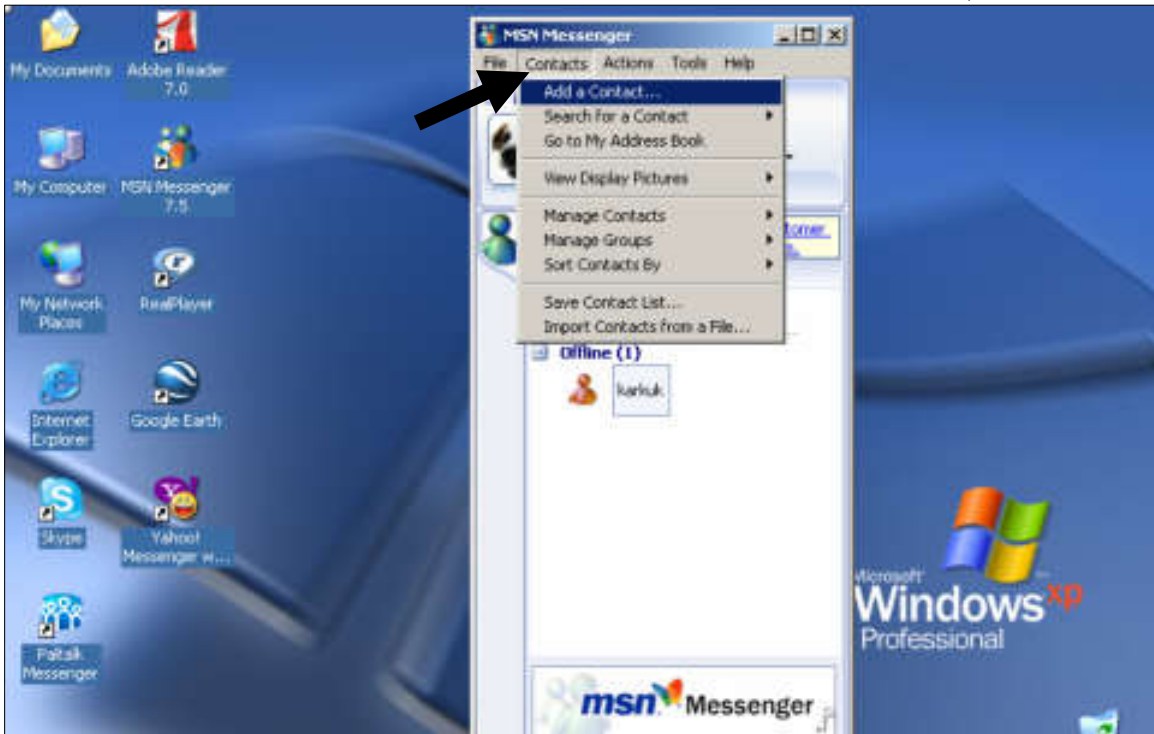 My Documents
Adobe Reader
7.0
My Computer
MSN Messenger
7.5
My Network
Places
RealPlayer
Internet
Explorer
Google Earth
Skype
Yahoo!
Messenger w...
Paltalk
Messenger
MSN Messenger
File Contacts Actions Tools Help
Add a Contact...
Search for a Contact
Go to My Address Book
View Display Pictures
Manage Contacts
Manage Groups
Sort Contacts By
Save Contact List...
Import Contacts from a File...
Offline (1)
karkuk
msn Messenger
Microsoft
Windows xp
Professional